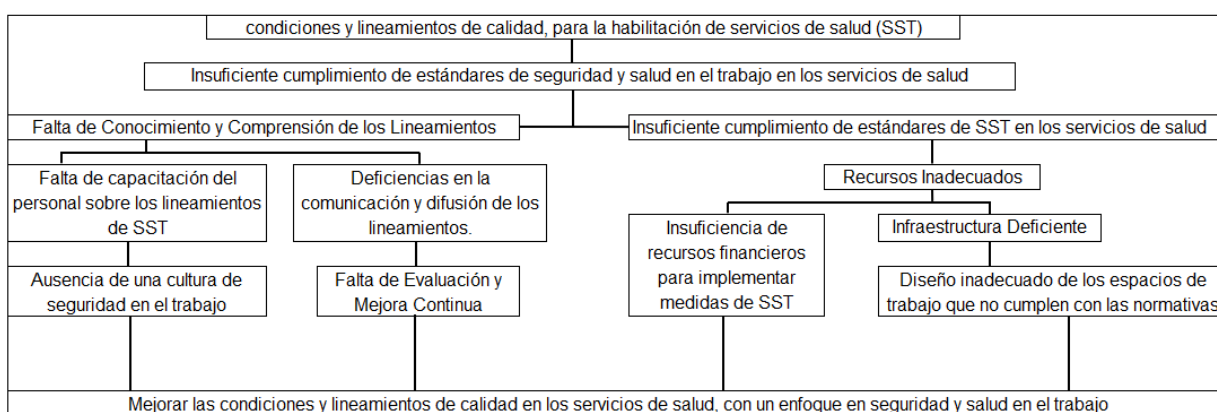 condiciones y lineamientos de calidad, para la habilitación de servicios de salud (SST)
Insuficiente cumplimiento de estándares de seguridad y salud en el trabajo en los servicios de salud
Falta de Conocimiento y Comprensión de los Lineamientos
Insuficiente cumplimiento de estándares de SST en los servicios de salud
Falta de capacitación del
personal sobre los lineamientos
de SST
Deficiencias en la
comunicación y difusión de los
lineamientos.
Recursos Inadecuados
Insuficiencia de
recursos financieros
para implementar
medidas de SST
Infraestructura Deficiente
Ausencia de una cultura de
seguridad en el trabajo
Falta de Evaluación y
Mejora Continua
Diseño inadecuado de los espacios de
trabajo que no cumplen con las normativas
Mejorar las condiciones y lineamientos de calidad en los servicios de salud, con un enfoque en seguridad y salud en el trabajo